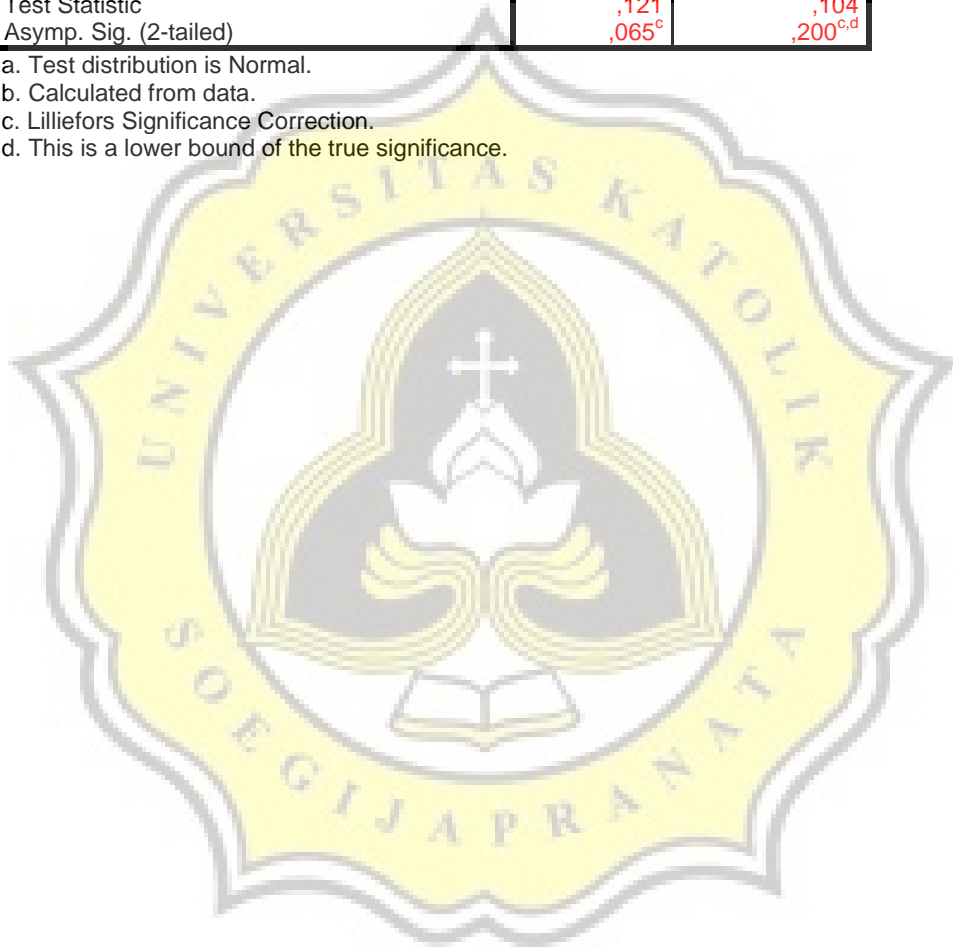 Test Statistic ,121 ,104
Asymp. Sig. (2-tailed) ,065c ,200c,d
a. Test distribution is Normal.
b. Calculated from data.
c. Lilliefors Significance Correction.
d. This is a lower bound of the true significance.
UNIVERSITAS KATOLIK
SOEGIJAPRANATA